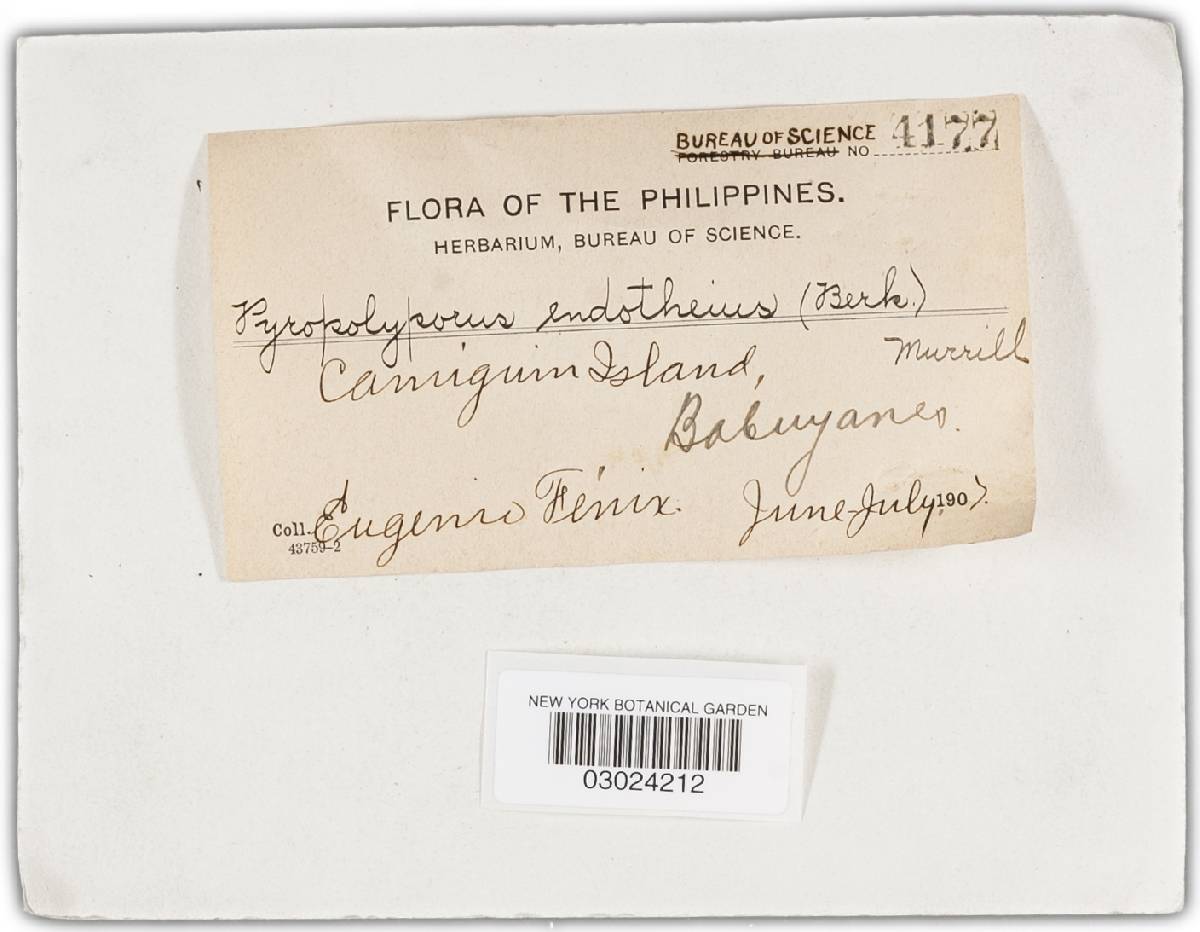 BUREAU OF SCIENCE
FORESTRY BUREAU NO. 4177
FLORA OF THE PHILIPPINES.
HERBARIUM, BUREAU OF SCIENCE.
Pyropolyporus endotheius (Berk.)
Murrill
Camiguin Island,
Babuyanes.
Coll. Eugenio Fénix. June-July, 1907.
43759-2
NEW YORK BOTANICAL GARDEN
03024212